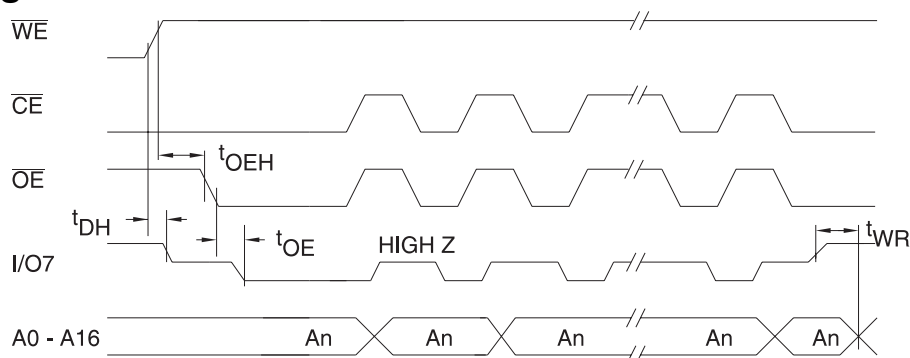 WE
CE
tOEH
OE
tDH
tOE
HIGH Z
tWR
I/O7
A0 - A16
An
An
An
An
An